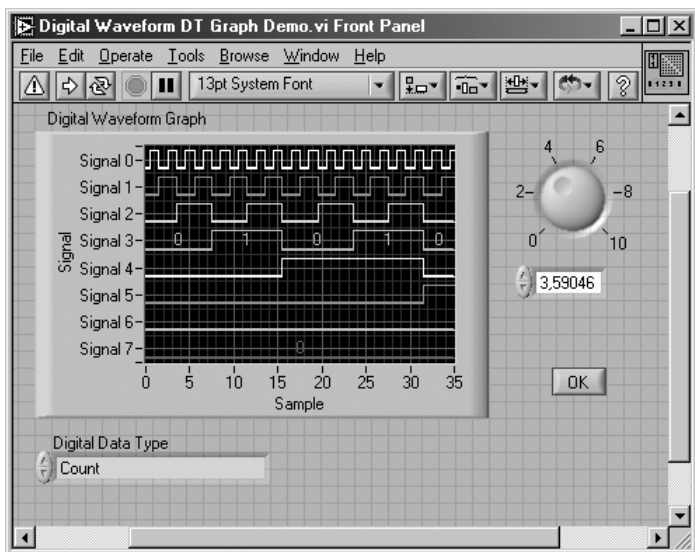 Digital Waveform DT Graph Demo.vi Front Panel
File Edit Operate Tools Browse Window Help
13pt System Font
Digital Waveform Graph
Signal
Signal 0
Signal 1
Signal 2
Signal 3
0 1 0 1 0
Signal 4
Signal 5
Signal 6
Signal 7
0
0 5 10 15 20 25 30 35
Sample
0 2 4 6 8 10
3,59046
OK
Digital Data Type
Count